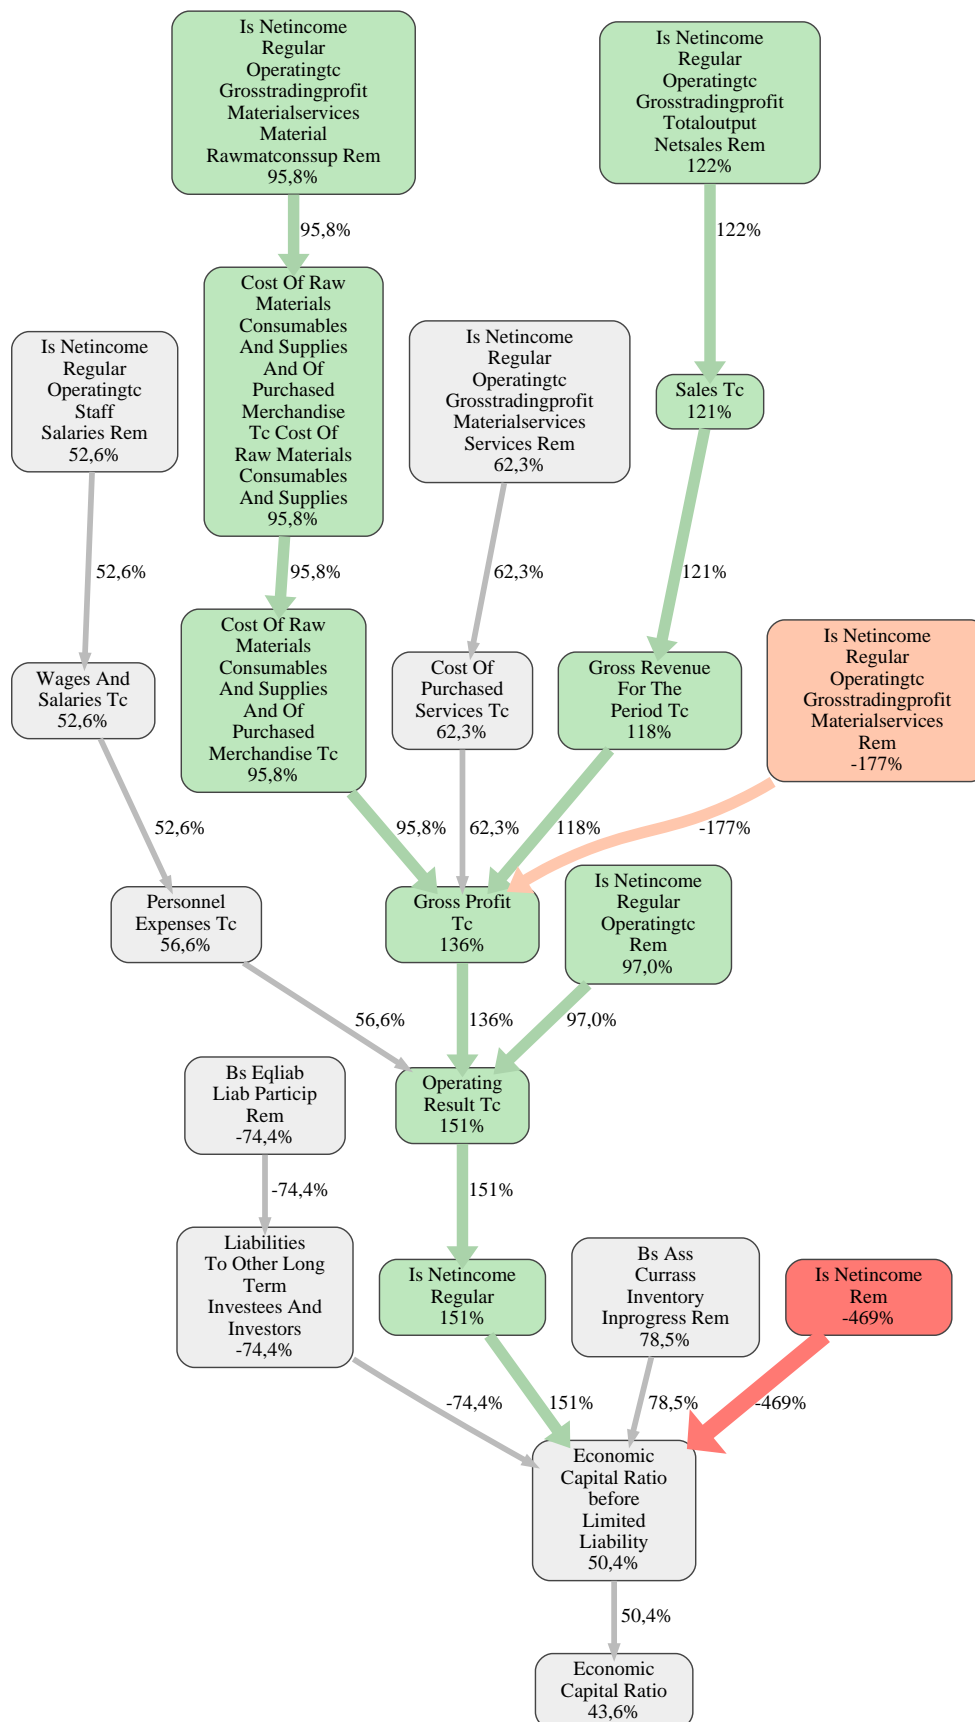 Is Netincome
Regular
Operatingtc
Grosstradingprofit
Materialservices
Material
Rawmatconssup Rem
95,8%
Is Netincome
Regular
Operatingtc
Grosstradingprofit
Totaloutput
Netsales Rem
122%
95,8%
122%
Cost Of Raw
Materials
Consumables
And Supplies
And Of
Purchased
Merchandise
Tc Cost Of
Raw Materials
Consumables
And Supplies
95,8%
Is Netincome
Regular
Operatingtc
Staff
Salaries Rem
52,6%
Is Netincome
Regular
Operatingtc
Grosstradingprofit
Materialservices
Services Rem
62,3%
Sales Tc
121%
52,6%
95,8%
62,3%
121%
Cost Of Raw
Materials
Consumables
And Supplies
And Of
Purchased
Merchandise Tc
95,8%
Is Netincome
Regular
Operatingtc
Grosstradingprofit
Materialservices
Rem
-177%
Wages And
Salaries Tc
52,6%
Cost Of
Purchased
Services Tc
62,3%
Gross Revenue
For The
Period Tc
118%
52,6%
95,8%
62,3%
118%
-177%
Personnel
Expenses Tc
56,6%
Gross Profit
Tc
136%
Is Netincome
Regular
Operatingtc
Rem
97,0%
56,6%
136%
97,0%
Bs Eqliab
Liab Particip
Rem
-74,4%
Operating
Result Tc
151%
-74,4%
151%
Liabilities
To Other Long
Term
Investees And
Investors
-74,4%
Is Netincome
Regular
151%
Bs Ass
Currass
Inventory
Inprogress Rem
78,5%
Is Netincome
Rem
-469%
-74,4%
151%
78,5%
-469%
Economic
Capital Ratio
before
Limited
Liability
50,4%
50,4%
Economic
Capital Ratio
43,6%